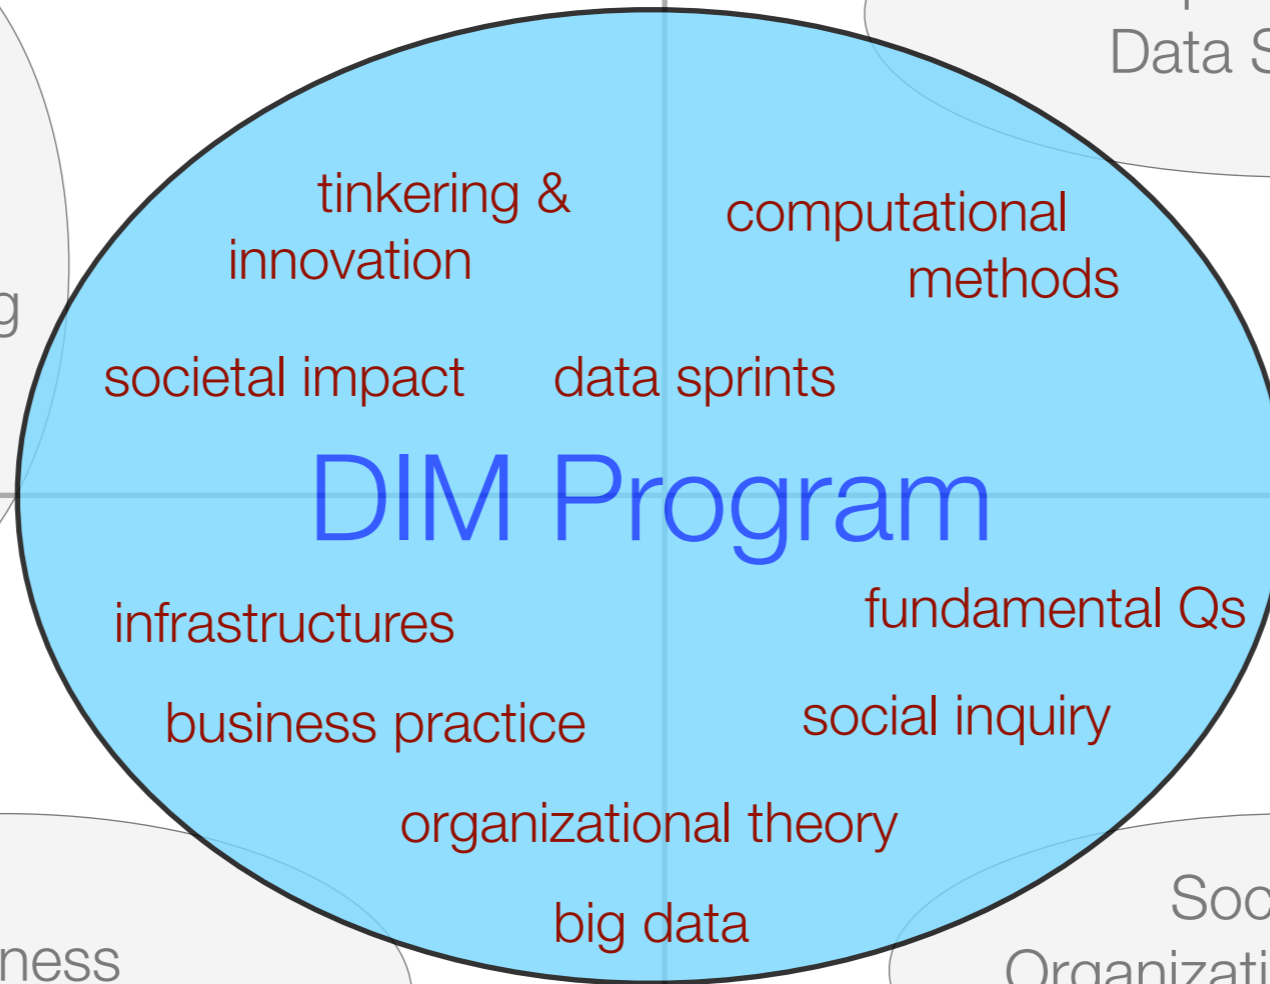 Data S
tinkering &
innovation
computational
methods
g
societal impact
data sprints
DIM Program
infrastructures
fundamental Qs
business practice
social inquiry
organizational theory
big data
Soc
ness
Organizati